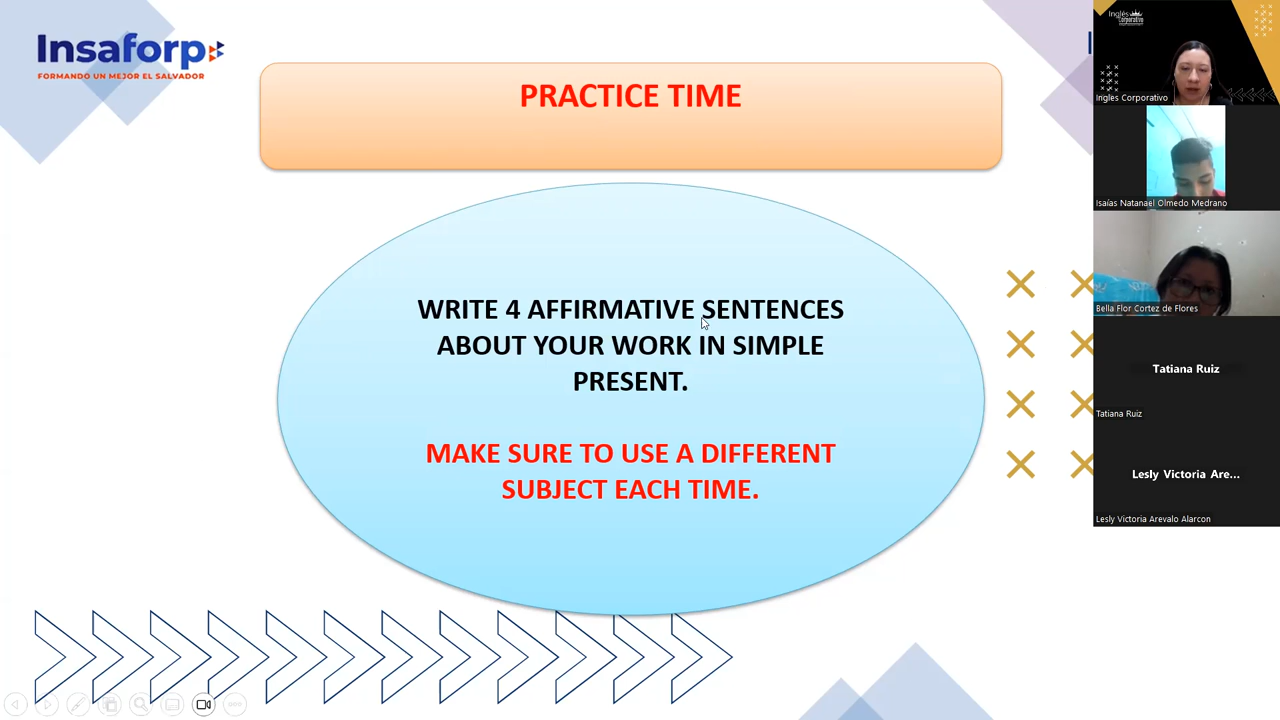 Insaforp
FORMANDO UN MEJOR EL SALVADOR
PRACTICE TIME
WRITE 4 AFFIRMATIVE SENTENCES
ABOUT YOUR WORK IN SIMPLE
PRESENT.
MAKE SURE TO USE A DIFFERENT
SUBJECT EACH TIME.
Inglés
Corporativo
Ingles Corporativo
Isaías Natanael Olmedo Medrano
Bella Flor Cortez de Flores
Tatiana Ruiz
Tatiana Ruiz
Lesly Victoria Are...
Lesly Victoria Arevalo Alarcon